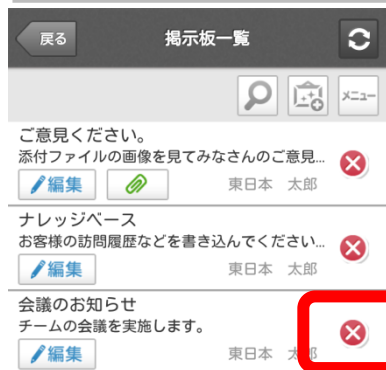 戻る
掲示板一覧
メニュー
ご意見ください。
添付ファイルの画像を見てみなさんのご意見...
編集
東日本 太郎
ナレッジベース
お客様の訪問履歴などを書き込んでください...
編集
東日本 太郎
会議のお知らせ
チームの会議を実施します。
編集
東日本 太郎